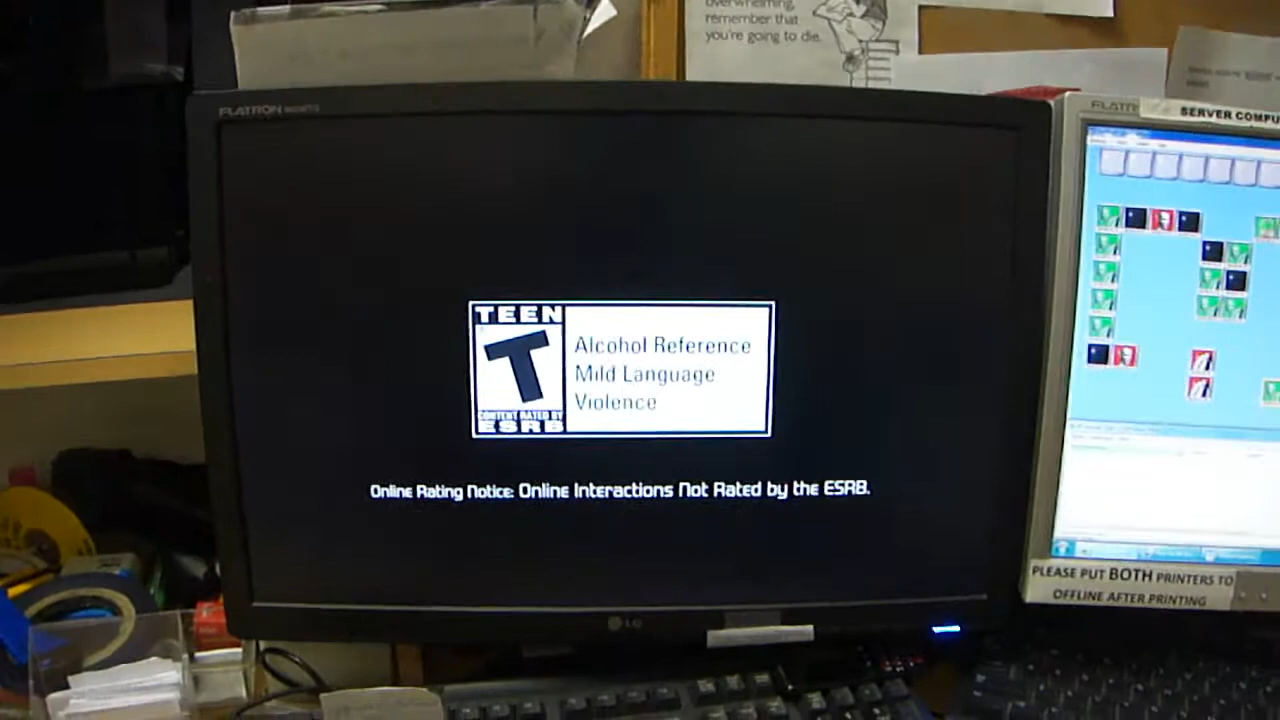 overwhelming,
remember that
you're going to die.
FLATRON
FLATR
SERVER COMPU
TEEN
T
CONTENT RATED BY
ESRB
Alcohol Reference
Mild Language
Violence
Online Rating Notice: Online Interactions Not Rated by the ESRB.
LG
PLEASE PUT BOTH PRINTERS TO
OFFLINE AFTER PRINTING